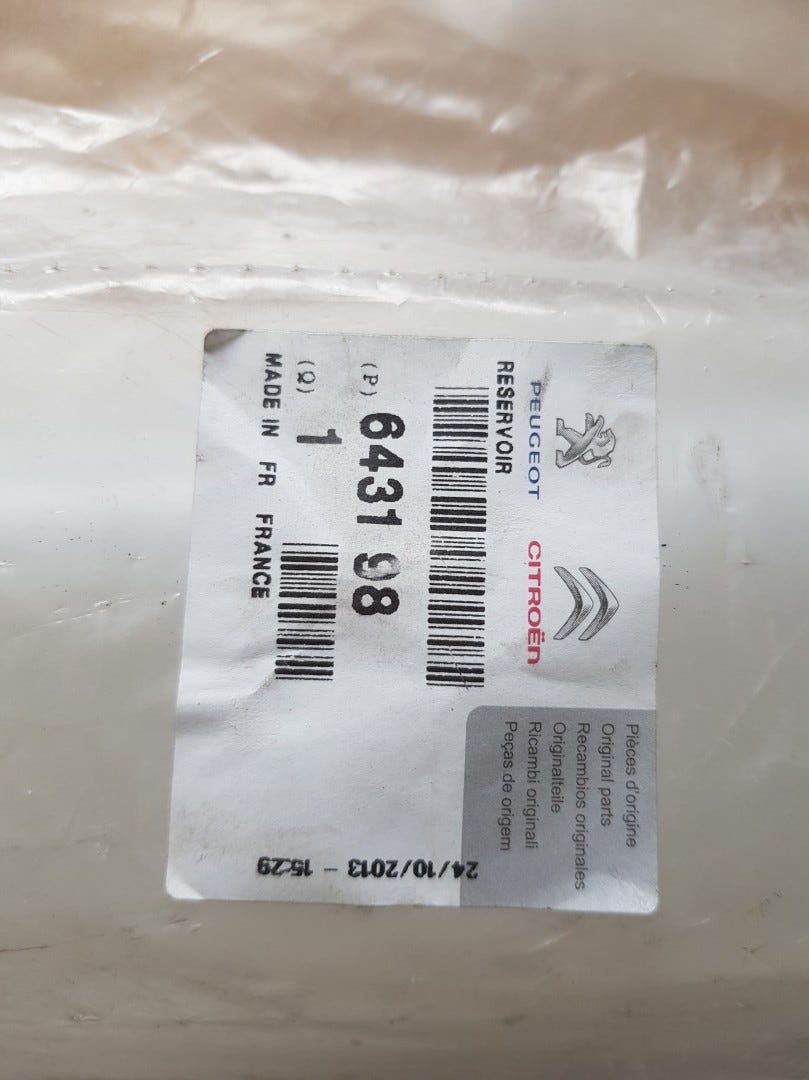 PEUGEOT CITROËN
RESERVOIR
(P) 6431 98
(Q) 1
MADE IN FR FRANCE
Pièces d'origine
Original parts
Recambios originales
Originalteile
Ricambi originali
Peças de origem
24/10/2013 - 15:29